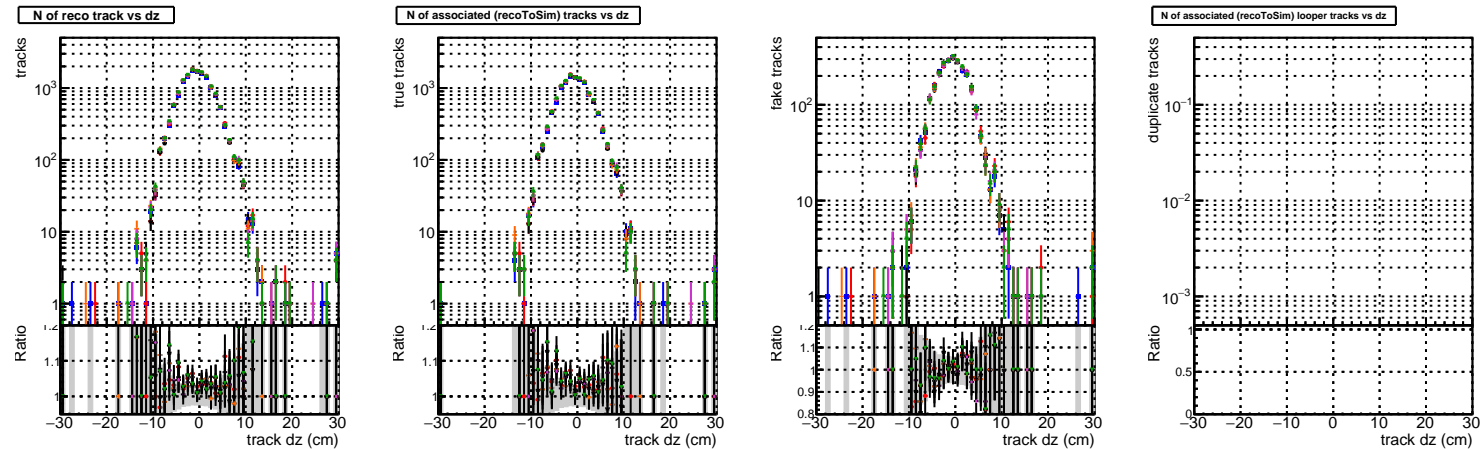 N of reco track vs dz
tracks
10³
10²
10
1
Ratio
1.2
1.1
1
−30 −20 −10 0 10 20 30
track dz (cm)
N of associated (recoToSim) tracks vs dz
true tracks
10³
10²
10
1
Ratio
1.2
1.1
1
−30 −20 −10 0 10 20 30
track dz (cm)
fake tracks
10²
10
1
Ratio
1.2
1.1
1.0
0.9
0.8
−30 −20 −10 0 10 20 30
track dz (cm)
N of associated (recoToSim) looper tracks vs dz
duplicate tracks
10⁻¹
10⁻²
10⁻³
Ratio
1
0.5
0
−30 −20 −10 0 10 20 30
track dz (cm)